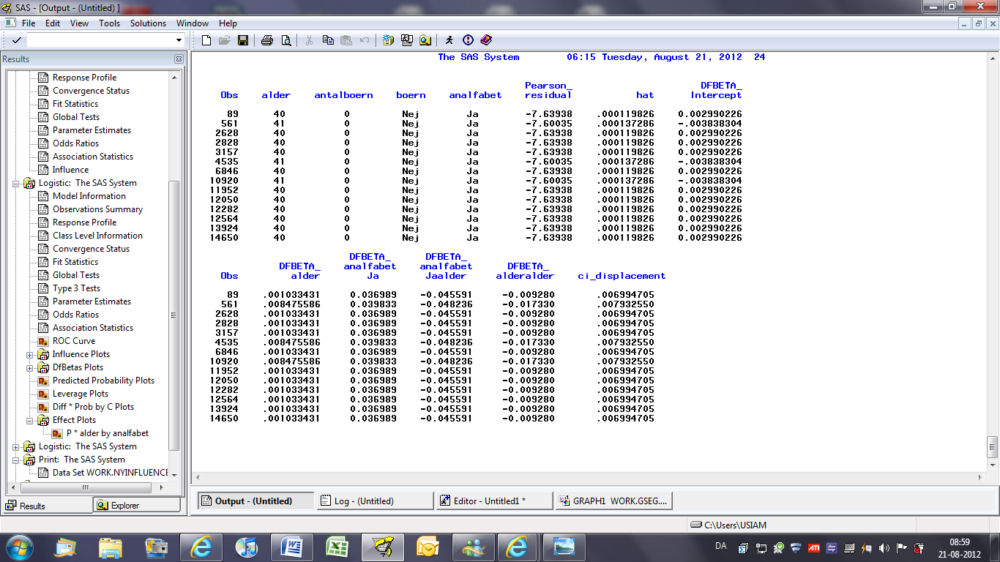 SAS - [Output - (Untitled) ]
File Edit View Tools Solutions Window Help
Results
Response Profile
Convergence Status
Fit Statistics
Global Tests
Parameter Estimates
Odds Ratios
Association Statistics
Influence
Logistic: The SAS System
Model Information
Observations Summary
Response Profile
Class Level Information
Convergence Status
Fit Statistics
Global Tests
Type 3 Tests
Parameter Estimates
Odds Ratios
Association Statistics
ROC Curve
Influence Plots
DfBetas Plots
Predicted Probability Plots
Leverage Plots
Diff * Prob by C Plots
Effect Plots
P * alder by analfabet
Logistic: The SAS System
Print: The SAS System
Data Set WORK.NYINFLUENCE
Results Explorer
The SAS System 06:15 Tuesday, August 21, 2012 24
Pearson_ DFBETA_
Obs alder antalboern boern analfabet residual hat Intercept
89 40 0 Nej Ja -7.63938 .000119826 0.002990226
561 41 0 Nej Ja -7.60035 .000137286 -.003838304
2628 40 0 Nej Ja -7.63938 .000119826 0.002990226
2828 40 0 Nej Ja -7.63938 .000119826 0.002990226
3157 40 0 Nej Ja -7.63938 .000119826 0.002990226
4535 41 0 Nej Ja -7.60035 .000137286 -.003838304
6846 40 0 Nej Ja -7.63938 .000119826 0.002990226
10920 41 0 Nej Ja -7.60035 .000137286 -.003838304
11952 40 0 Nej Ja -7.63938 .000119826 0.002990226
12050 40 0 Nej Ja -7.63938 .000119826 0.002990226
12282 40 0 Nej Ja -7.63938 .000119826 0.002990226
12564 40 0 Nej Ja -7.63938 .000119826 0.002990226
13924 40 0 Nej Ja -7.63938 .000119826 0.002990226
14650 40 0 Nej Ja -7.63938 .000119826 0.002990226
DFBETA_ DFBETA_
DFBETA_ analfabet analfabet DFBETA_
Obs alder Ja Jaalder alderalder ci_displacement
89 .001033431 0.036989 -0.045591 -0.009280 .006994705
561 .008475586 0.039833 -0.048236 -0.017330 .007932550
2628 .001033431 0.036989 -0.045591 -0.009280 .006994705
2828 .001033431 0.036989 -0.045591 -0.009280 .006994705
3157 .001033431 0.036989 -0.045591 -0.009280 .006994705
4535 .008475586 0.039833 -0.048236 -0.017330 .007932550
6846 .001033431 0.036989 -0.045591 -0.009280 .006994705
10920 .008475586 0.039833 -0.048236 -0.017330 .007932550
11952 .001033431 0.036989 -0.045591 -0.009280 .006994705
12050 .001033431 0.036989 -0.045591 -0.009280 .006994705
12282 .001033431 0.036989 -0.045591 -0.009280 .006994705
12564 .001033431 0.036989 -0.045591 -0.009280 .006994705
13924 .001033431 0.036989 -0.045591 -0.009280 .006994705
14650 .001033431 0.036989 -0.045591 -0.009280 .006994705
Output - (Untitled) Log - (Untitled) Editor - Untitled1 * GRAPH1 WORK.GSEG....
C:\Users\USIAM
DA ATI 08:59
21-08-2012